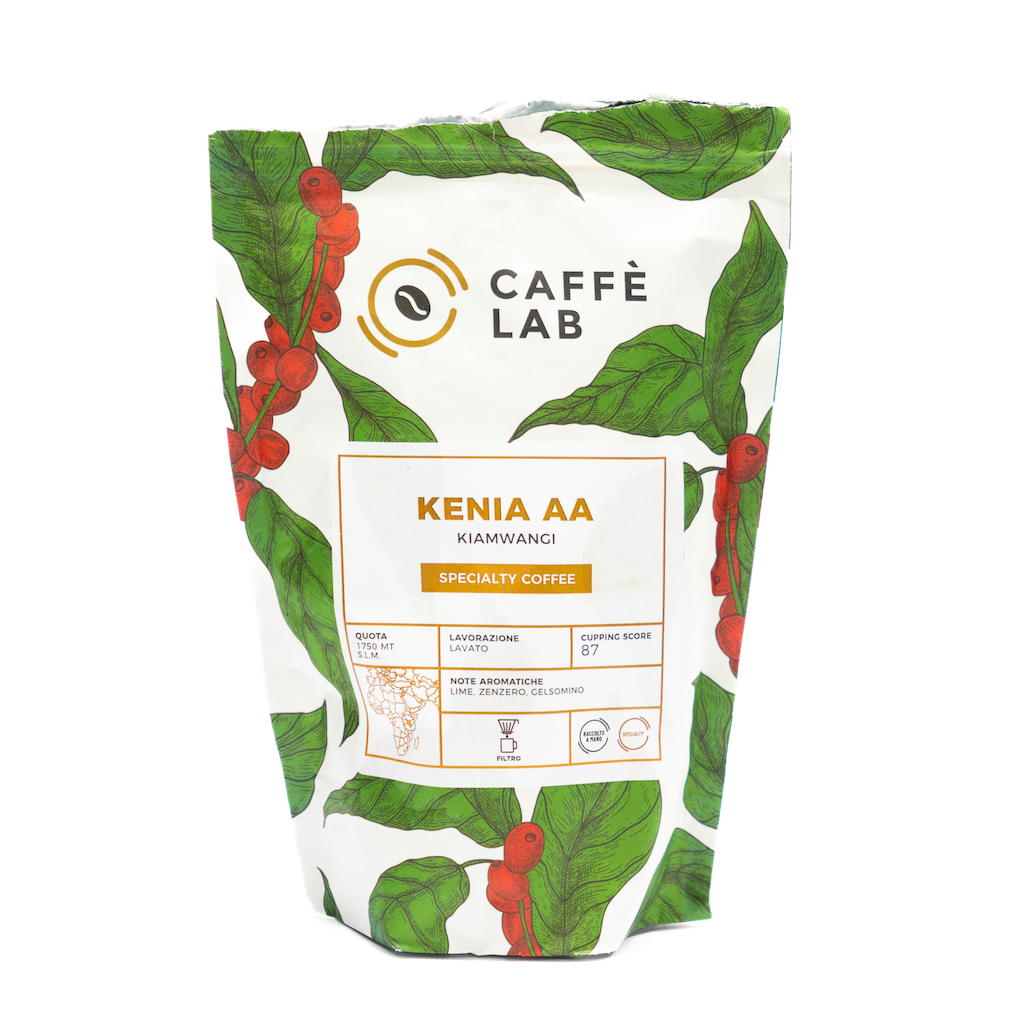 CAFFÈ
LAB
KENIA AA
KIAMWANGI
SPECIALTY COFFEE
QUOTA
1750 MT
S.L.M.
LAVORAZIONE
LAVATO
CUPPING SCORE
87
NOTE AROMATICHE
LIME, ZENZERO, GELSOMINO
FILTRO
RACCOLTO
A MANO
SPECIALTY